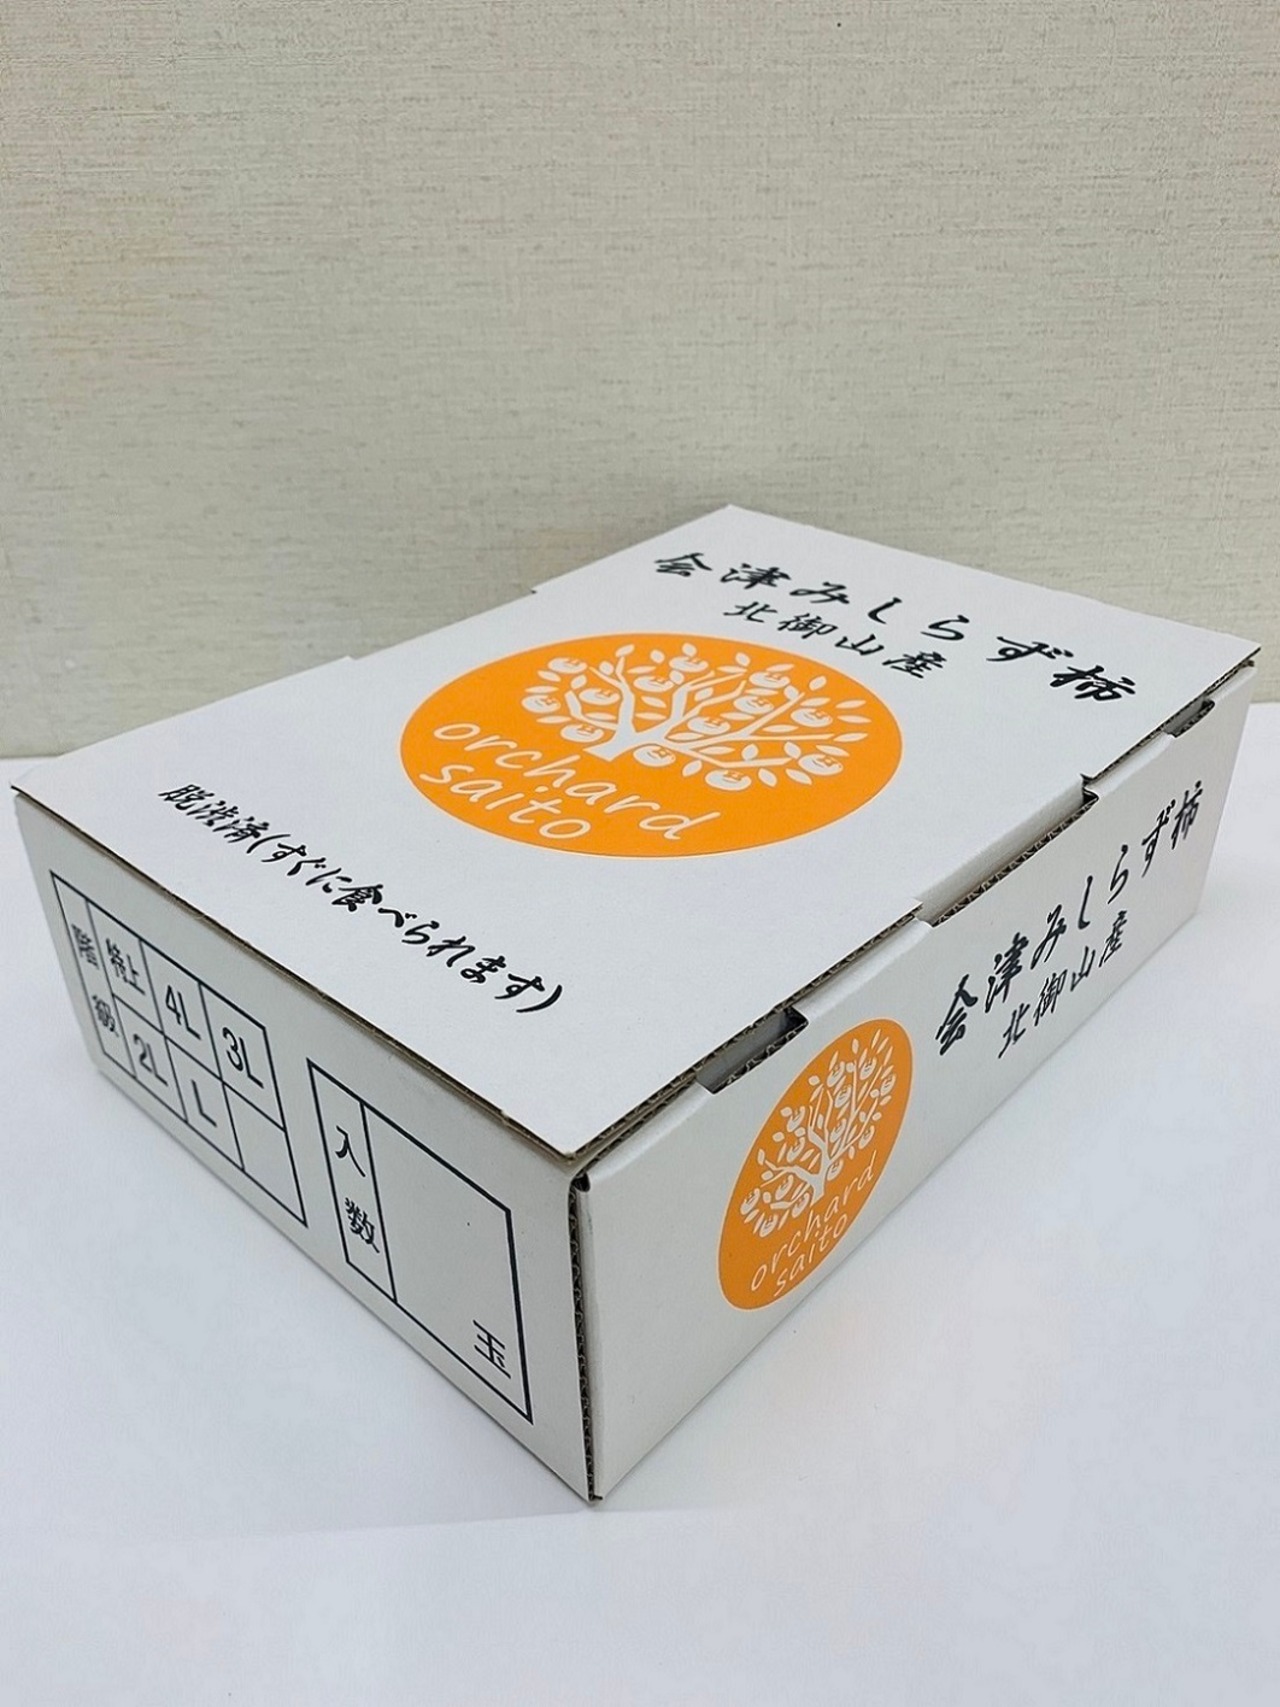 会津みしらず柿
北御山産
orchard
saito
脱渋済(すぐに食べられます)
階級
特上 4L 3L
2L L
入数
玉
会津みしらず柿
北御山産
orchard
saito